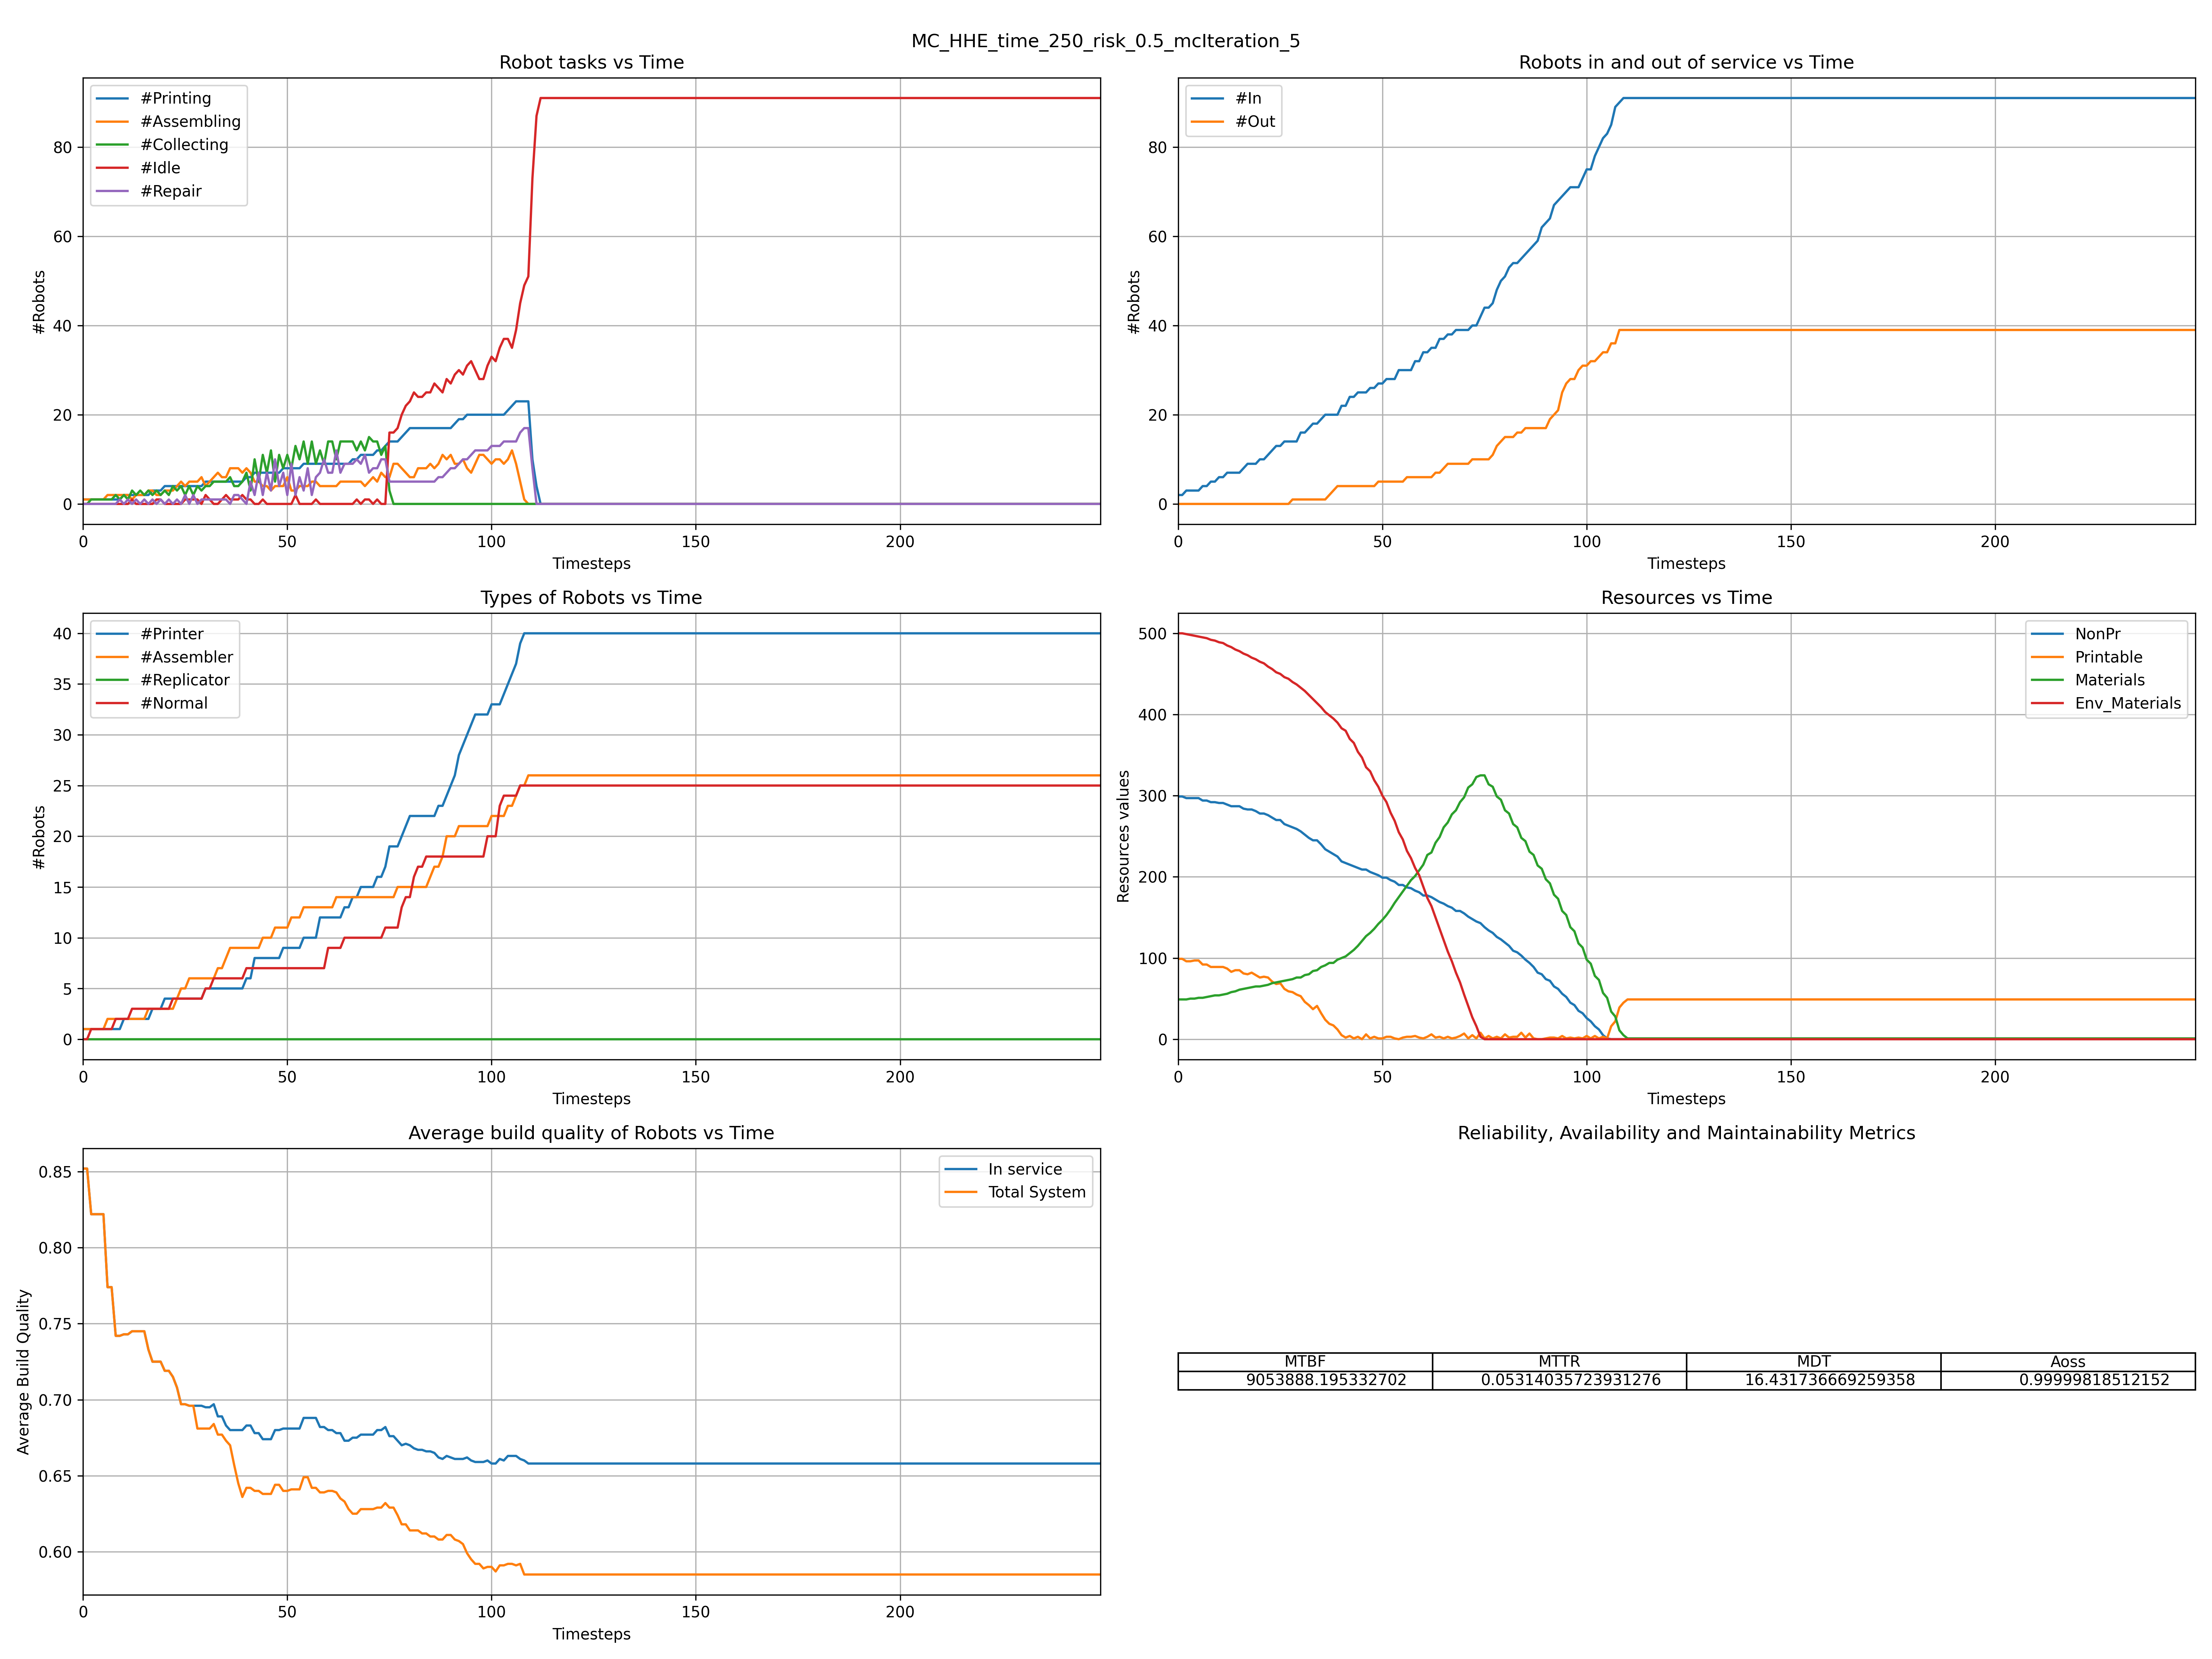 MC_HHE_time_250_risk_0.5_mcIteration_5
Robot tasks vs Time
#Printing
#Assembling
#Collecting
#Idle
#Repair
#Robots
0
20
40
60
80
0 50 100 150 200
Timesteps
Robots in and out of service vs Time
#In
#Out
#Robots
0
20
40
60
80
0 50 100 150 200
Timesteps
Types of Robots vs Time
#Printer
#Assembler
#Replicator
#Normal
#Robots
0
5
10
15
20
25
30
35
40
0 50 100 150 200
Timesteps
Resources vs Time
NonPr
Printable
Materials
Env_Materials
Resources values
0
100
200
300
400
500
0 50 100 150 200
Timesteps
Average build quality of Robots vs Time
In service
Total System
Average Build Quality
0.60
0.65
0.70
0.75
0.80
0.85
0 50 100 150 200
Timesteps
Reliability, Availability and Maintainability Metrics
MTBF MTTR MDT Aoss
9053888.195332702 0.05314035723931276 16.431736669259358 0.99999818512152